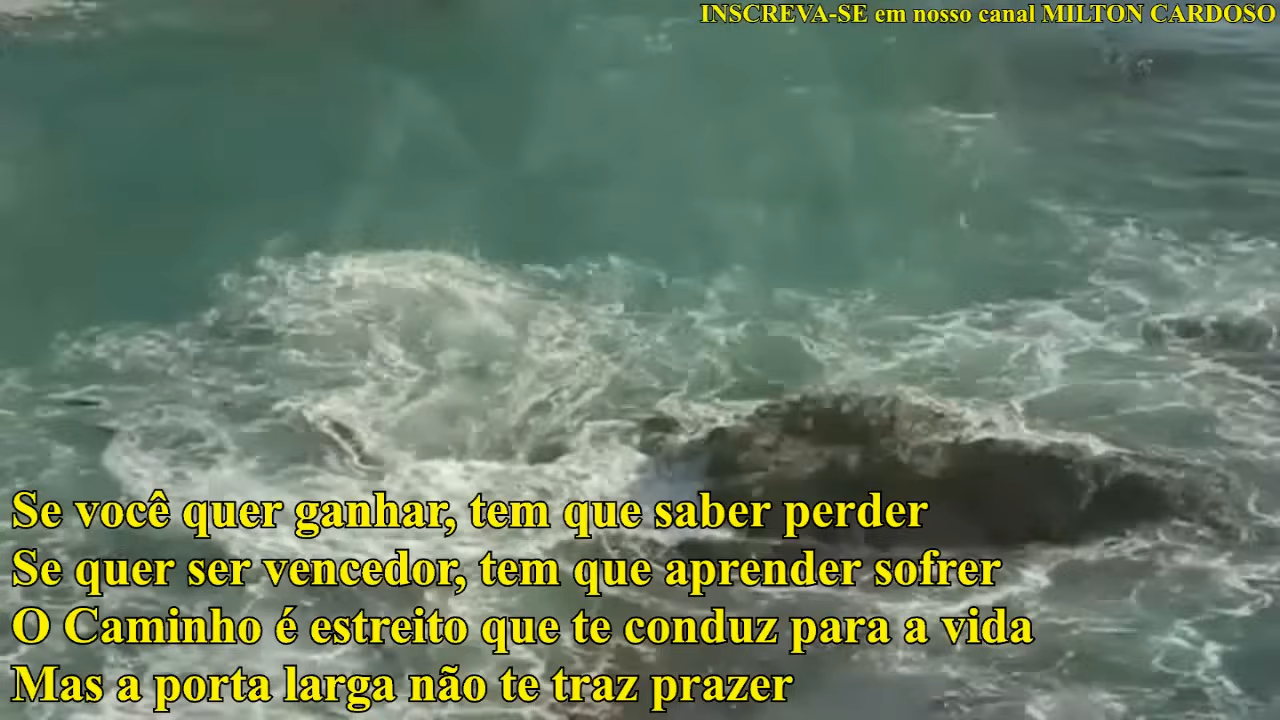 INSCREVA-SE em nosso canal MILTON CARDOSO
Se você quer ganhar, tem que saber perder
Se quer ser vencedor, tem que aprender sofrer
O Caminho é estreito que te conduz para a vida
Mas a porta larga não te traz prazer